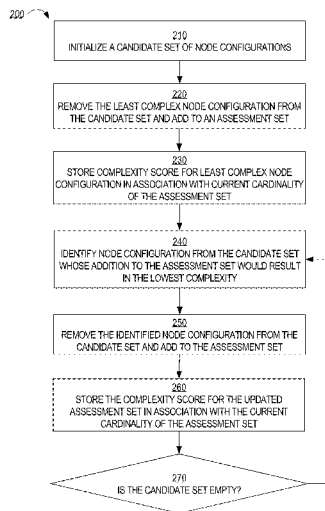 200
210
INITIALIZE A CANDIDATE SET OF NODE CONFIGURATIONS
220
REMOVE THE LEAST COMPLEX NODE CONFIGURATION FROM
THE CANDIDATE SET AND ADD TO AN ASSESSMENT SET
230
STORE COMPLEXITY SCORE FOR LEAST COMPLEX NODE
CONFIGURATION IN ASSOCIATION WITH CURRENT CARDINALITY
OF THE ASSESSMENT SET
240
IDENTIFY NODE CONFIGURATION FROM THE CANDIDATE SET
WHOSE ADDITION TO THE ASSESSMENT SET WOULD RESULT
IN THE LOWEST COMPLEXITY
250
REMOVE THE IDENTIFIED NODE CONFIGURATION FROM THE
CANDIDATE SET AND ADD TO THE ASSESSMENT SET
260
STORE THE COMPLEXITY SCORE FOR THE UPDATED
ASSESSMENT SET IN ASSOCIATION WITH THE CURRENT
CARDINALITY OF THE ASSESSMENT SET
270
IS THE CANDIDATE SET EMPTY?